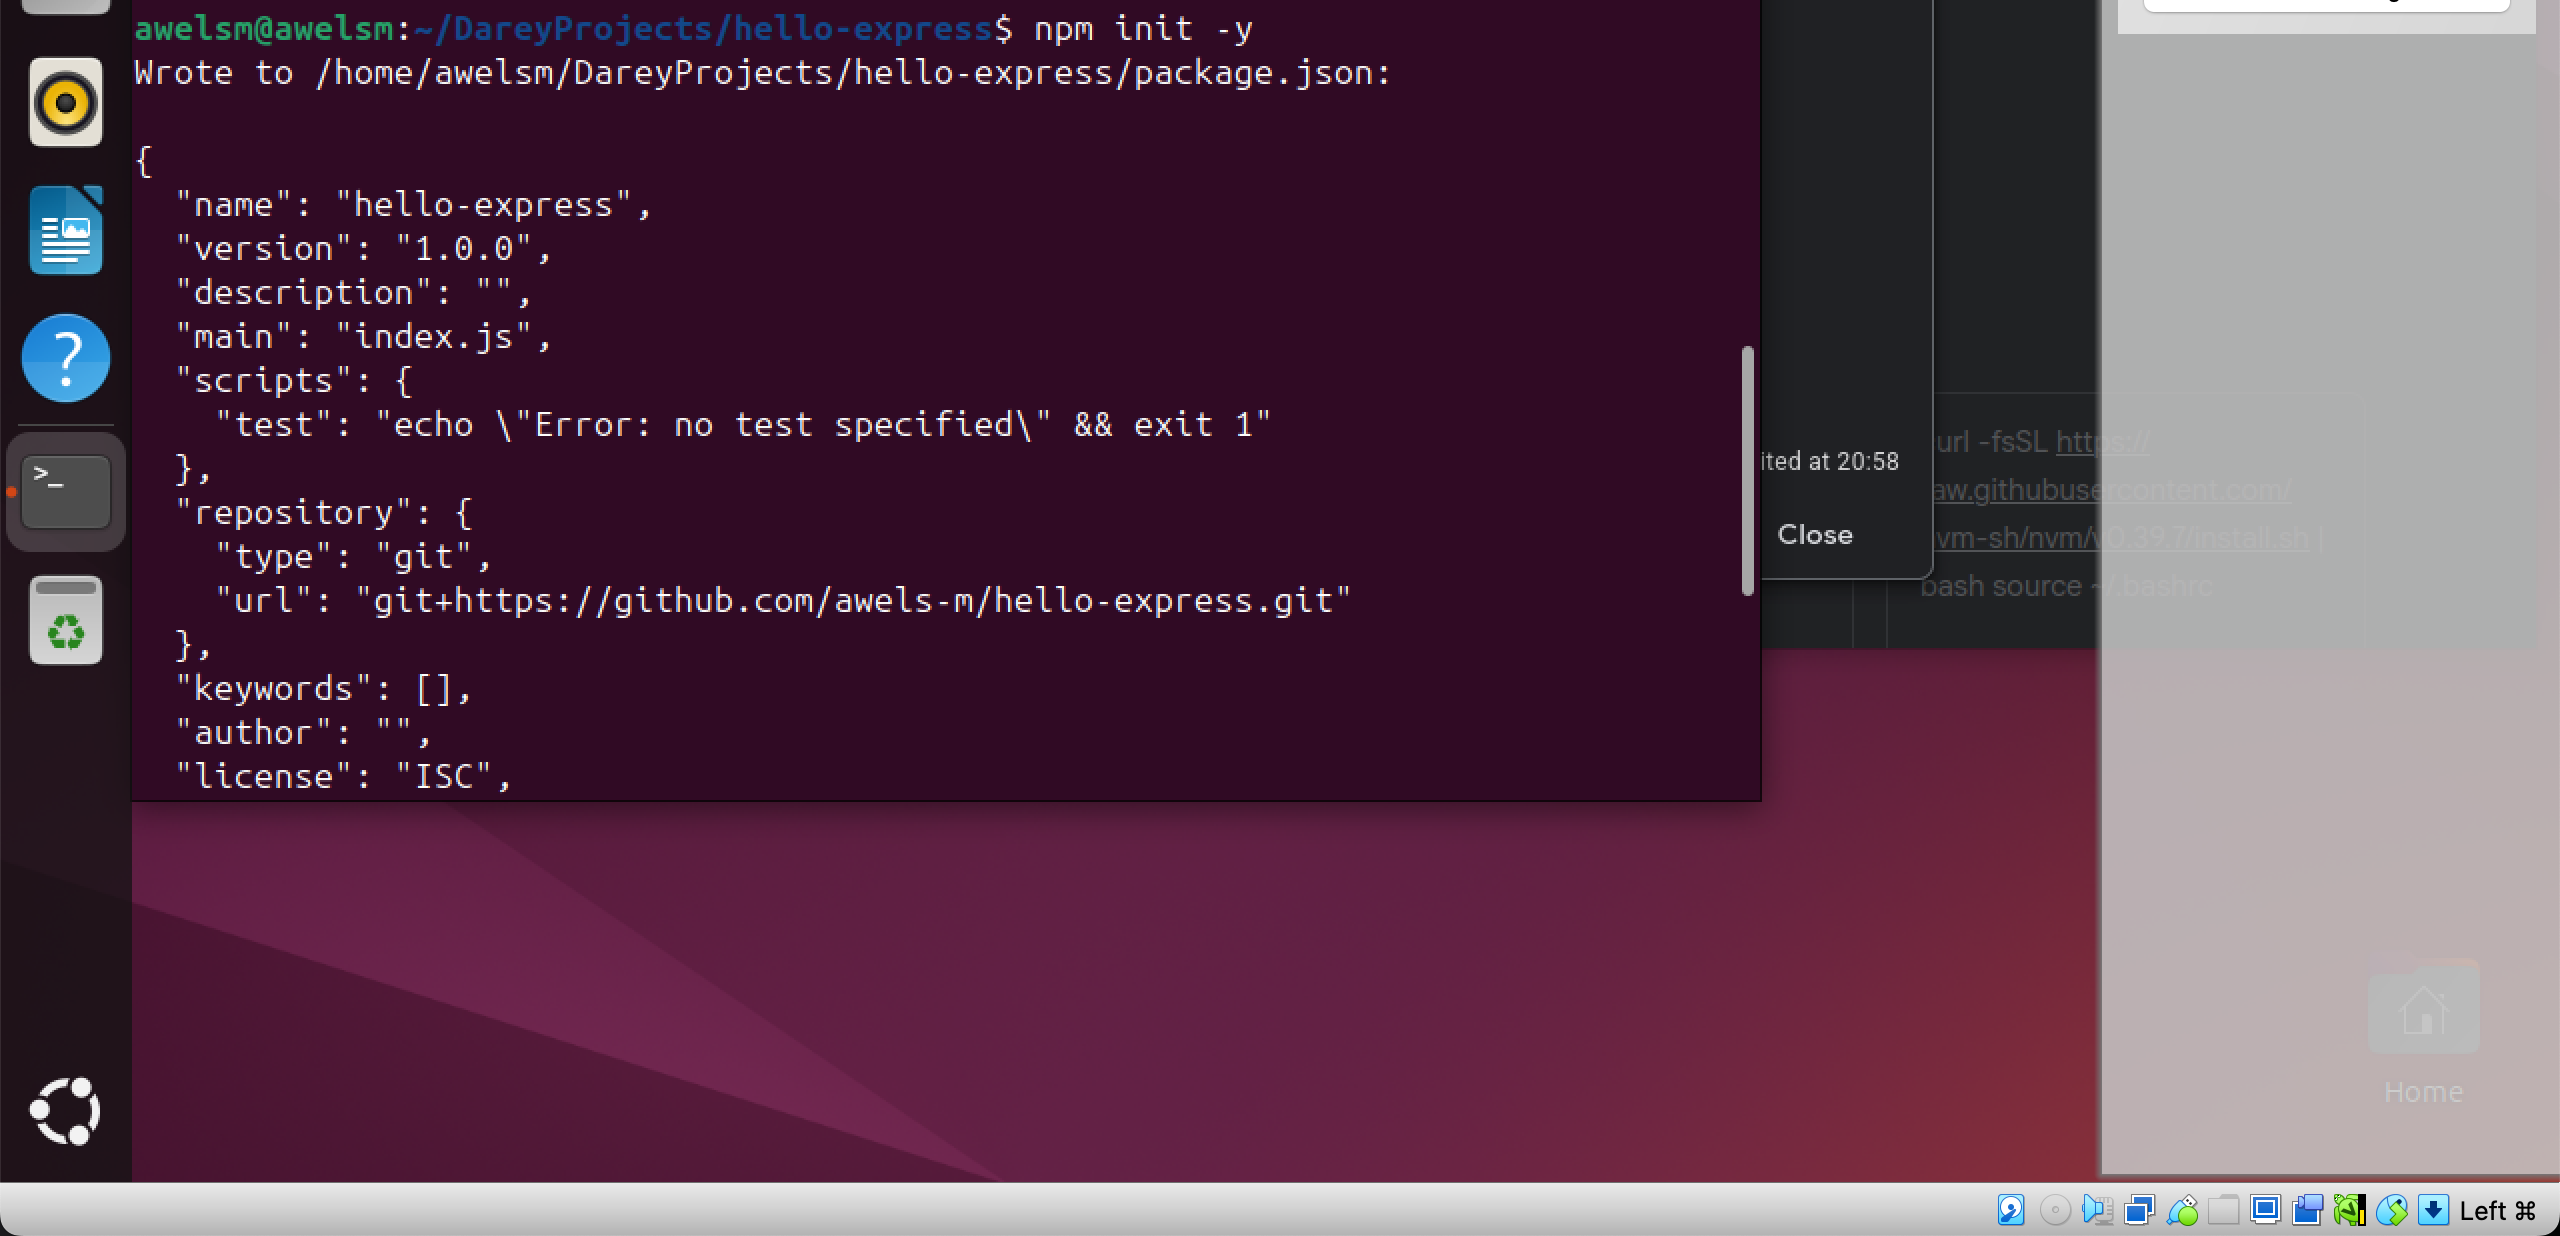 awelsm@awelsm:~/DareyProjects/hello-express$ npm init -y
Wrote to /home/awelsm/DareyProjects/hello-express/package.json:
{
  "name": "hello-express",
  "version": "1.0.0",
  "description": "",
  "main": "index.js",
  "scripts": {
    "test": "echo \"Error: no test specified\" && exit 1"
  },
  "repository": {
    "type": "git",
    "url": "git+https://github.com/awels-m/hello-express.git"
  },
  "keywords": [],
  "author": "",
  "license": "ISC",
ited at 20:58
Close
url -fsSL https://
aw.githubusercontent.com/
vm-sh/nvm/v0.39.7/install.sh |
bash source ~/.bashrc
Home
Left ⌘